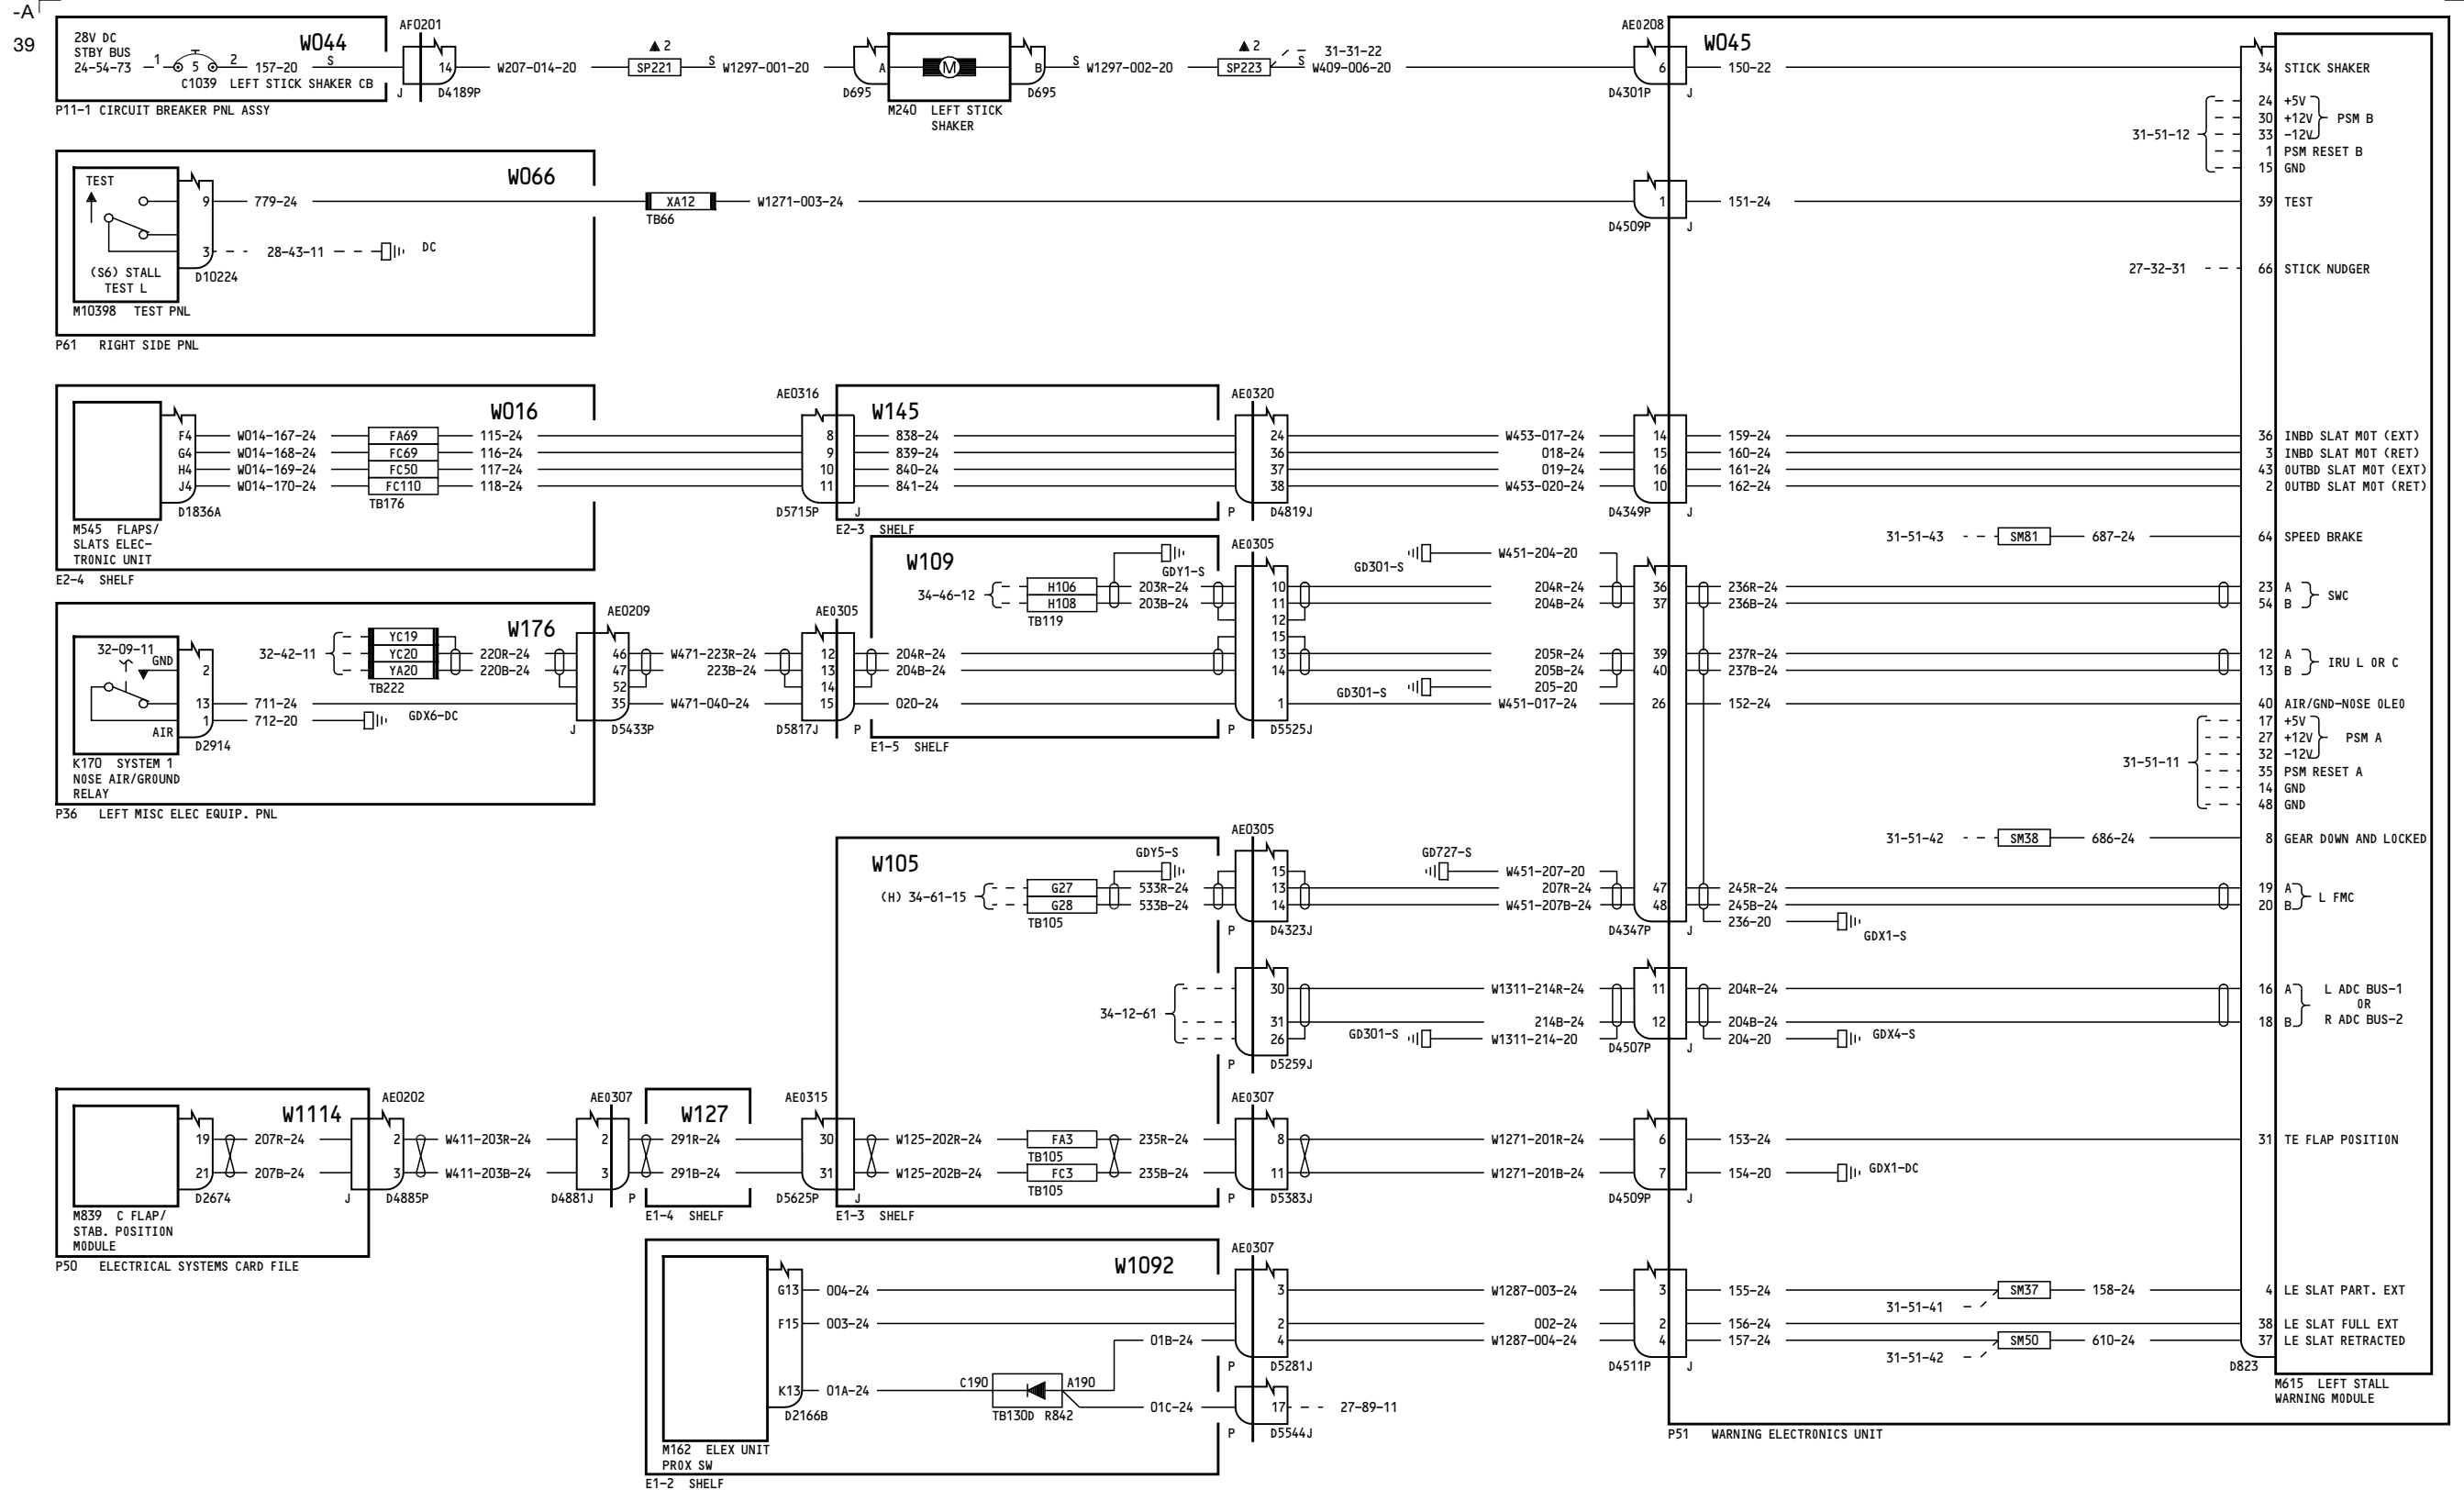 -A
39
28V DC
STBY BUS
24-54-73
1
5
2
157-20
S
W044
C1039 LEFT STICK SHAKER CB
P11-1 CIRCUIT BREAKER PNL ASSY
AF0201
14
J
D4189P
W207-014-20
▲ 2
SP221
S
W1297-001-20
A
D695
M
M240 LEFT STICK
SHAKER
B
D695
S
W1297-002-20
▲ 2
SP223
31-31-22
S
W409-006-20
AE0208
6
D4301P
J
W045
150-22
34 STICK SHAKER
31-51-12
24 +5V
30 +12V
33 -12V
PSM B
1 PSM RESET B
15 GND
TEST
W066
9
779-24
3
28-43-11
DC
(S6) STALL
TEST L
D10224
M10398 TEST PNL
P61 RIGHT SIDE PNL
XA12
TB66
W1271-003-24
1
D4509P
J
151-24
39 TEST
27-32-31
66 STICK NUDGER
W016
F4 W014-167-24 FA69 115-24
G4 W014-168-24 FC69 116-24
H4 W014-169-24 FC50 117-24
J4 W014-170-24 FC110 118-24
TB176
D1836A
M545 FLAPS/
SLATS ELEC-
TRONIC UNIT
E2-4 SHELF
AE0316
W145
8 838-24
9 839-24
10 840-24
11 841-24
D5715P
J
E2-3 SHELF
AE0320
24
36
37
38
P
D4819J
W453-017-24
018-24
019-24
W453-020-24
14
15
16
10
D4349P
J
159-24
160-24
161-24
162-24
36 INBD SLAT MOT (EXT)
3 INBD SLAT MOT (RET)
43 OUTBD SLAT MOT (EXT)
2 OUTBD SLAT MOT (RET)
31-51-43
SM81
687-24
64 SPEED BRAKE
W109
34-46-12
H106
H108
TB119
GDY1-S
203R-24
203B-24
AE0305
10
11
12
15
13
14
1
P
D5525J
GD301-S
W451-204-20
204R-24
204B-24
205R-24
205B-24
GD301-S
205-20
W451-017-24
36
37
39
40
26
236R-24
236B-24
237R-24
237B-24
152-24
23 A
54 B
SWC
12 A
13 B
IRU L OR C
40 AIR/GND-NOSE OLEO
31-51-11
17 +5V
27 +12V
32 -12V
PSM A
35 PSM RESET A
14 GND
48 GND
W176
32-09-11
GND
2
13
1
AIR
711-24
712-20
GDX6-DC
D2914
32-42-11
YC19
YC20
YA20
TB222
220R-24
220B-24
K170 SYSTEM 1
NOSE AIR/GROUND
RELAY
P36 LEFT MISC ELEC EQUIP. PNL
AE0209
46
47
52
35
J
D5433P
W471-223R-24
223B-24
W471-040-24
AE0305
12
13
14
15
D5817J
P
204R-24
204B-24
020-24
E1-5 SHELF
31-51-42
SM38
686-24
8 GEAR DOWN AND LOCKED
W105
(H) 34-61-15
G27
G28
TB105
GDY5-S
533R-24
533B-24
AE0305
15
13
14
P
D4323J
GD727-S
W451-207-20
207R-24
W451-207B-24
47
48
D4347P
J
245R-24
245B-24
236-20
GDX1-S
19 A
20 B
L FMC
34-12-61
30
31
26
P
D5259J
W1311-214R-24
214B-24
GD301-S
W1311-214-20
11
12
D4507P
J
204R-24
204B-24
204-20
GDX4-S
16 A
18 B
L ADC BUS-1
OR
R ADC BUS-2
W1114
19
21
207R-24
207B-24
D2674
M839 C FLAP/
STAB. POSITION
MODULE
P50 ELECTRICAL SYSTEMS CARD FILE
AE0202
2
3
J
D4885P
W411-203R-24
W411-203B-24
AE0307
2
3
D4881J
P
W127
291R-24
291B-24
E1-4 SHELF
AE0315
30
31
D5625P
J
W125-202R-24
W125-202B-24
FA3
TB105
FC3
TB105
235R-24
235B-24
E1-3 SHELF
AE0307
8
11
P
D5383J
W1271-201R-24
W1271-201B-24
6
7
D4509P
J
153-24
154-20
GDX1-DC
31 TE FLAP POSITION
W1092
G13 004-24
F15 003-24
K13 01A-24
D2166B
C190
A190
TB130D R842
01B-24
01C-24
M162 ELEX UNIT
PROX SW
E1-2 SHELF
AE0307
3
2
4
P
D5281J
17
P
D5544J
27-89-11
W1287-003-24
002-24
W1287-004-24
3
2
4
D4511P
J
155-24
156-24
157-24
31-51-41
SM37
158-24
31-51-42
SM50
610-24
4 LE SLAT PART. EXT
38 LE SLAT FULL EXT
37 LE SLAT RETRACTED
D823
M615 LEFT STALL
WARNING MODULE
P51 WARNING ELECTRONICS UNIT